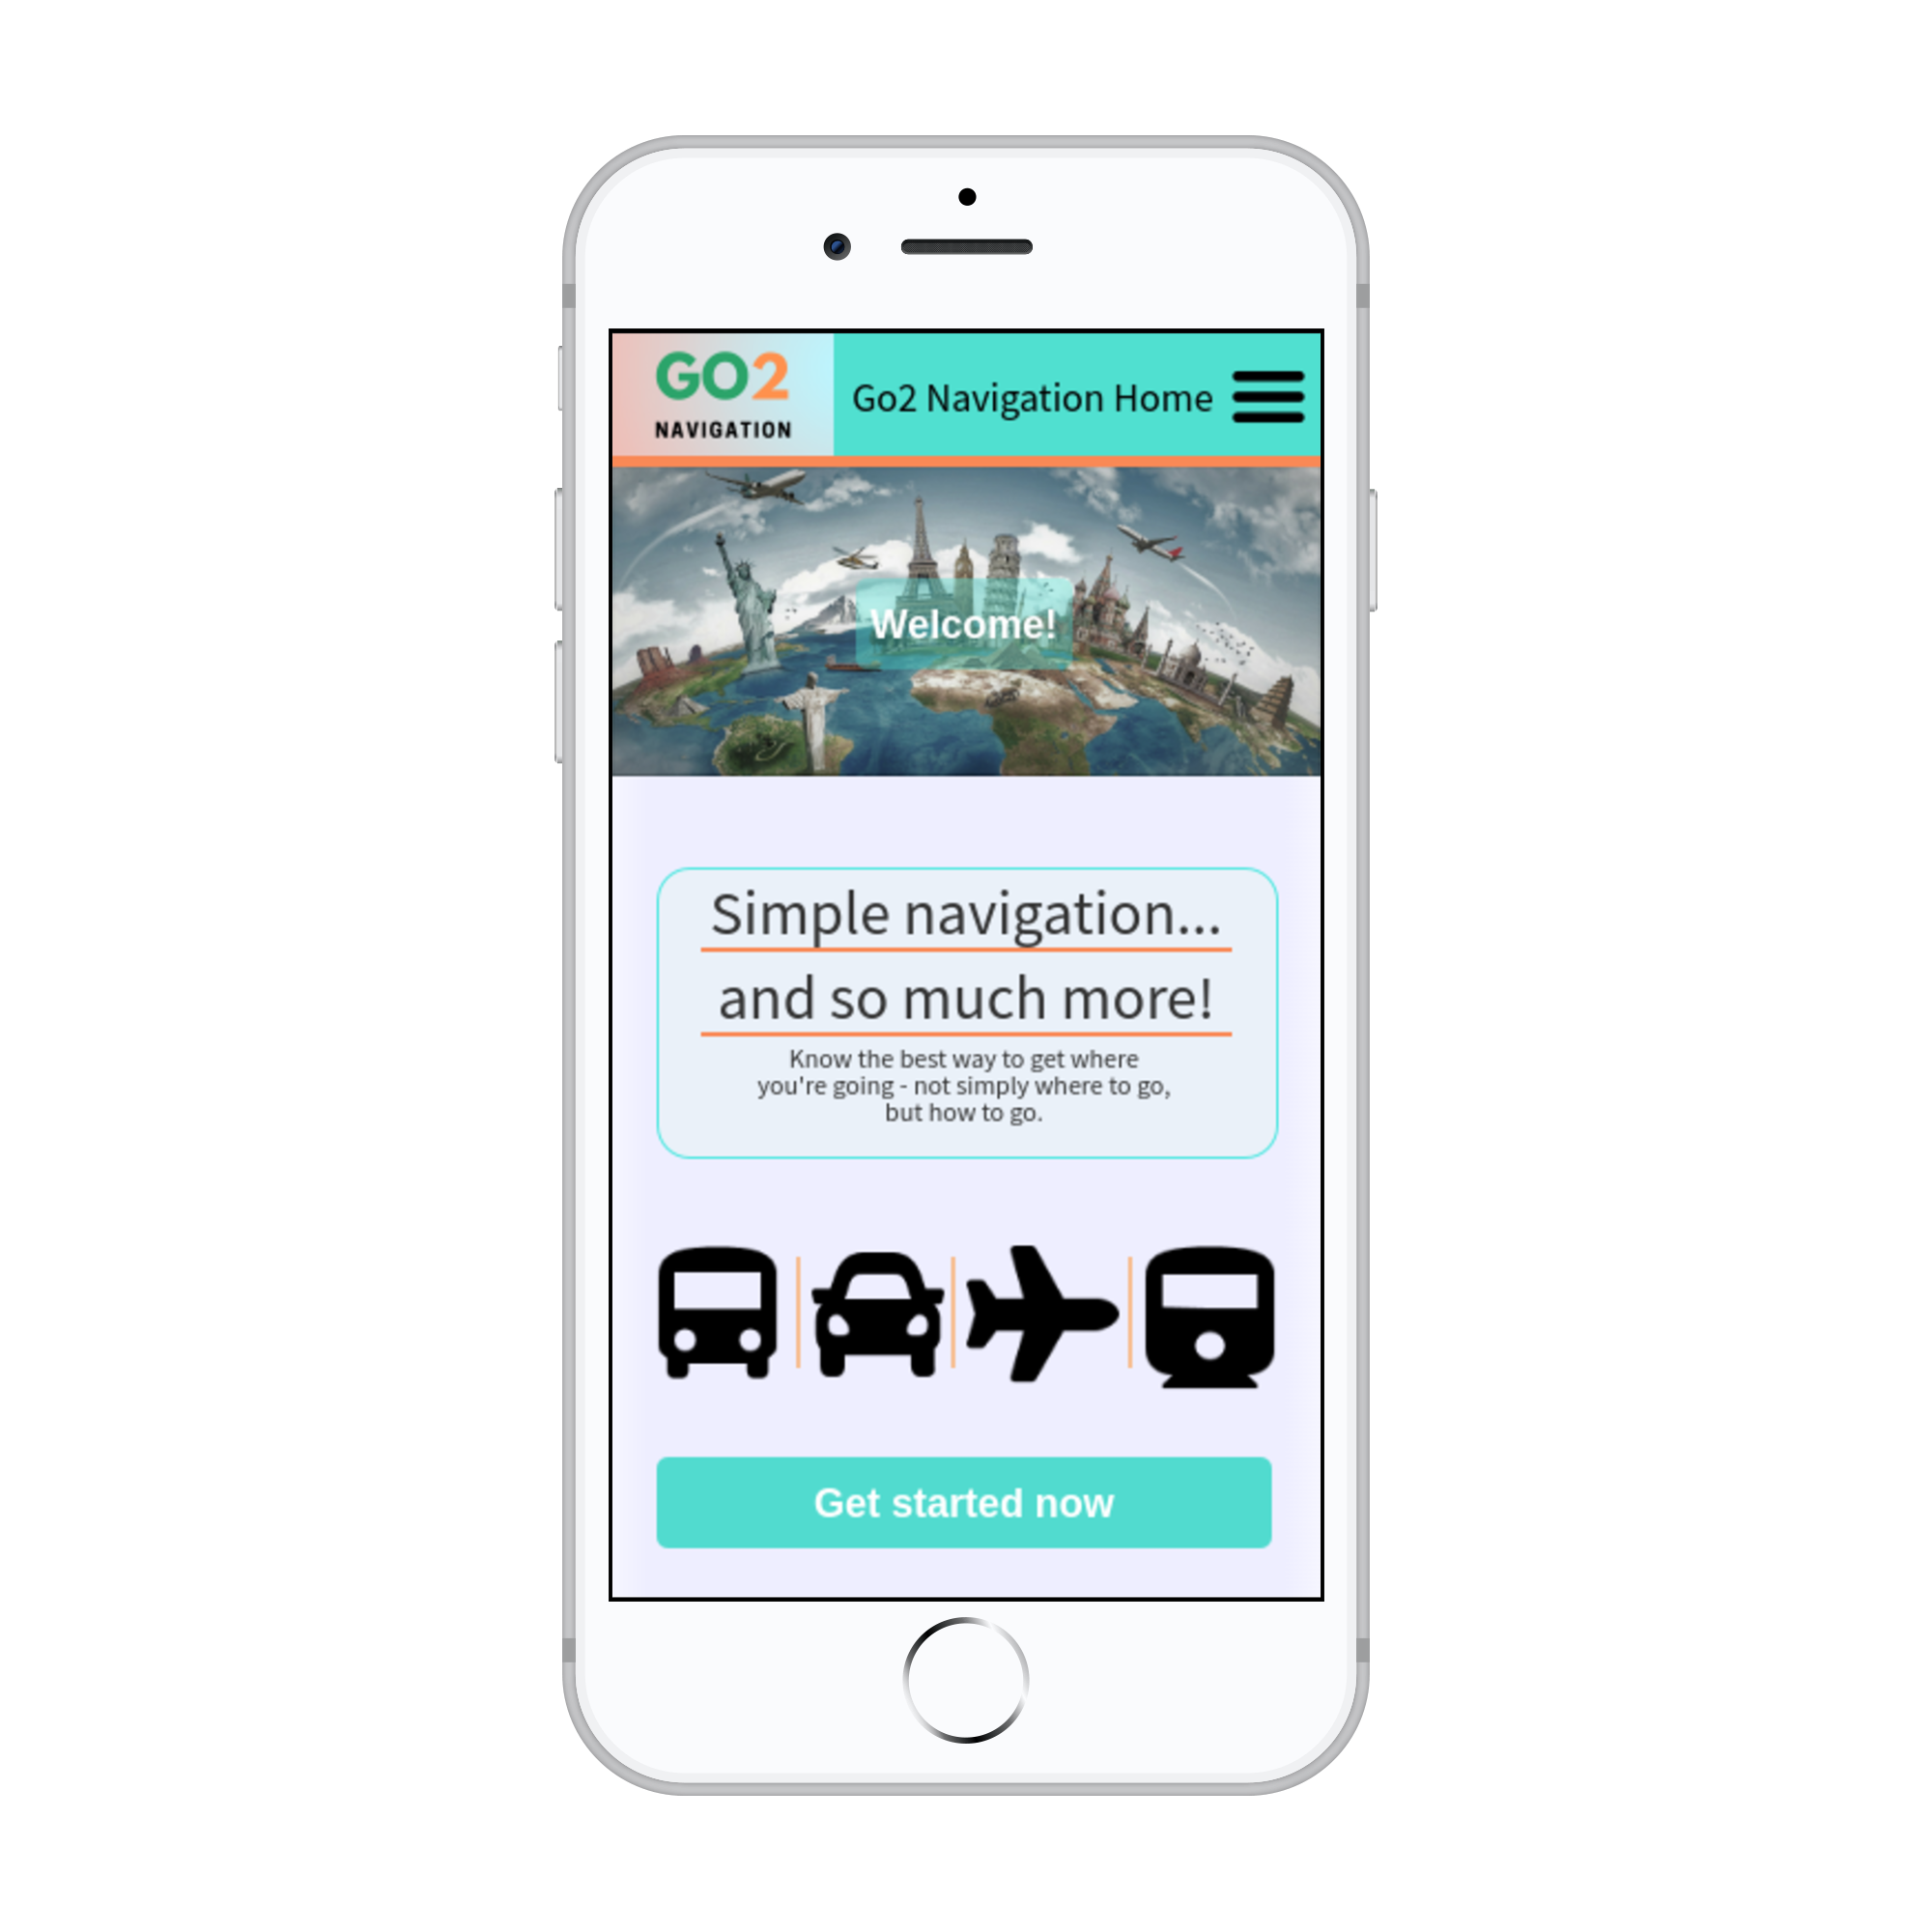 GO2
NAVIGATION
Go2 Navigation Home
Welcome!
Simple navigation...
and so much more!
Know the best way to get where
you're going - not simply where to go,
but how to go.
Get started now